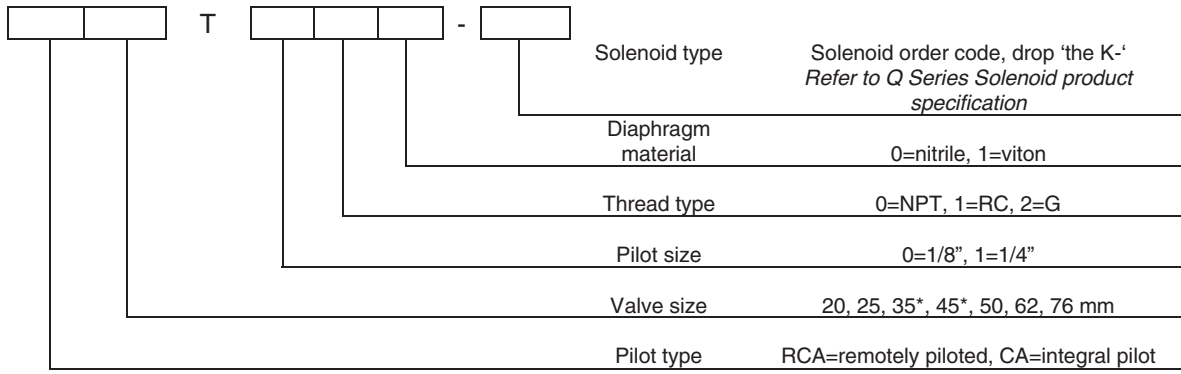 T -
Solenoid type Solenoid order code, drop ‘the K-‘
Refer to Q Series Solenoid product
specification
Diaphragm
material 0=nitrile, 1=viton
Thread type 0=NPT, 1=RC, 2=G
Pilot size 0=1/8”, 1=1/4”
Valve size 20, 25, 35*, 45*, 50, 62, 76 mm
Pilot type RCA=remotely piloted, CA=integral pilot